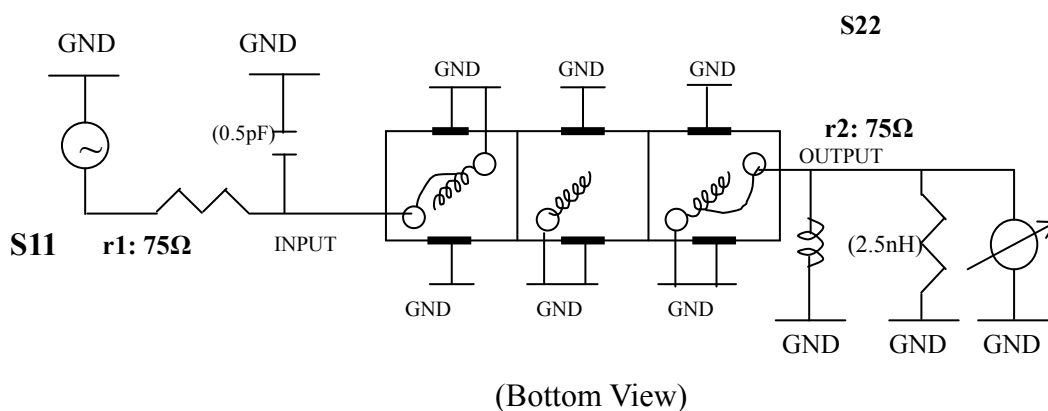 S22
GND
GND
GND
GND
GND
r2: 75Ω
(0.5pF)
OUTPUT
~
S11
r1: 75Ω
INPUT
(2.5nH)
GND
GND
GND
GND
GND
GND
(Bottom View)